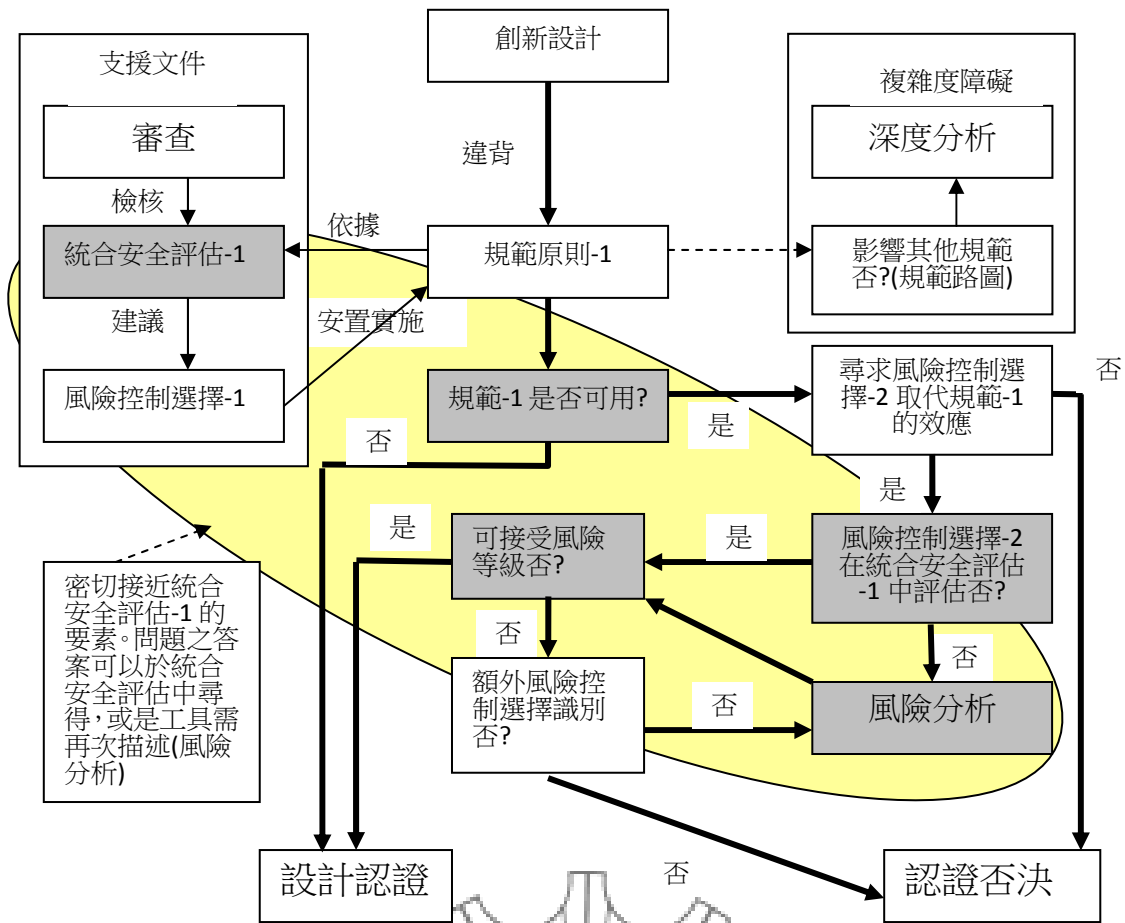 創新設計
支援文件
複雜度障礙
審查
深度分析
違背
檢核
依據
統合安全評估-1
規範原則-1
影響其他規範
否?(規範路圖)
建議
安置實施
風險控制選擇-1
規範-1 是否可用?
尋求風險控制選
擇-2 取代規範-1
的效應
否
是
否
是
是
可接受風險
等級否?
是
風險控制選擇-2
在統合安全評估
-1 中評估否?
密切接近統合
安全評估-1 的
要素。問題之答
案可以於統合
安全評估中尋
得，或是工具需
再次描述(風險
分析)
否
否
額外風險控
制選擇識別
否?
否
風險分析
設計認證
否
認證否決